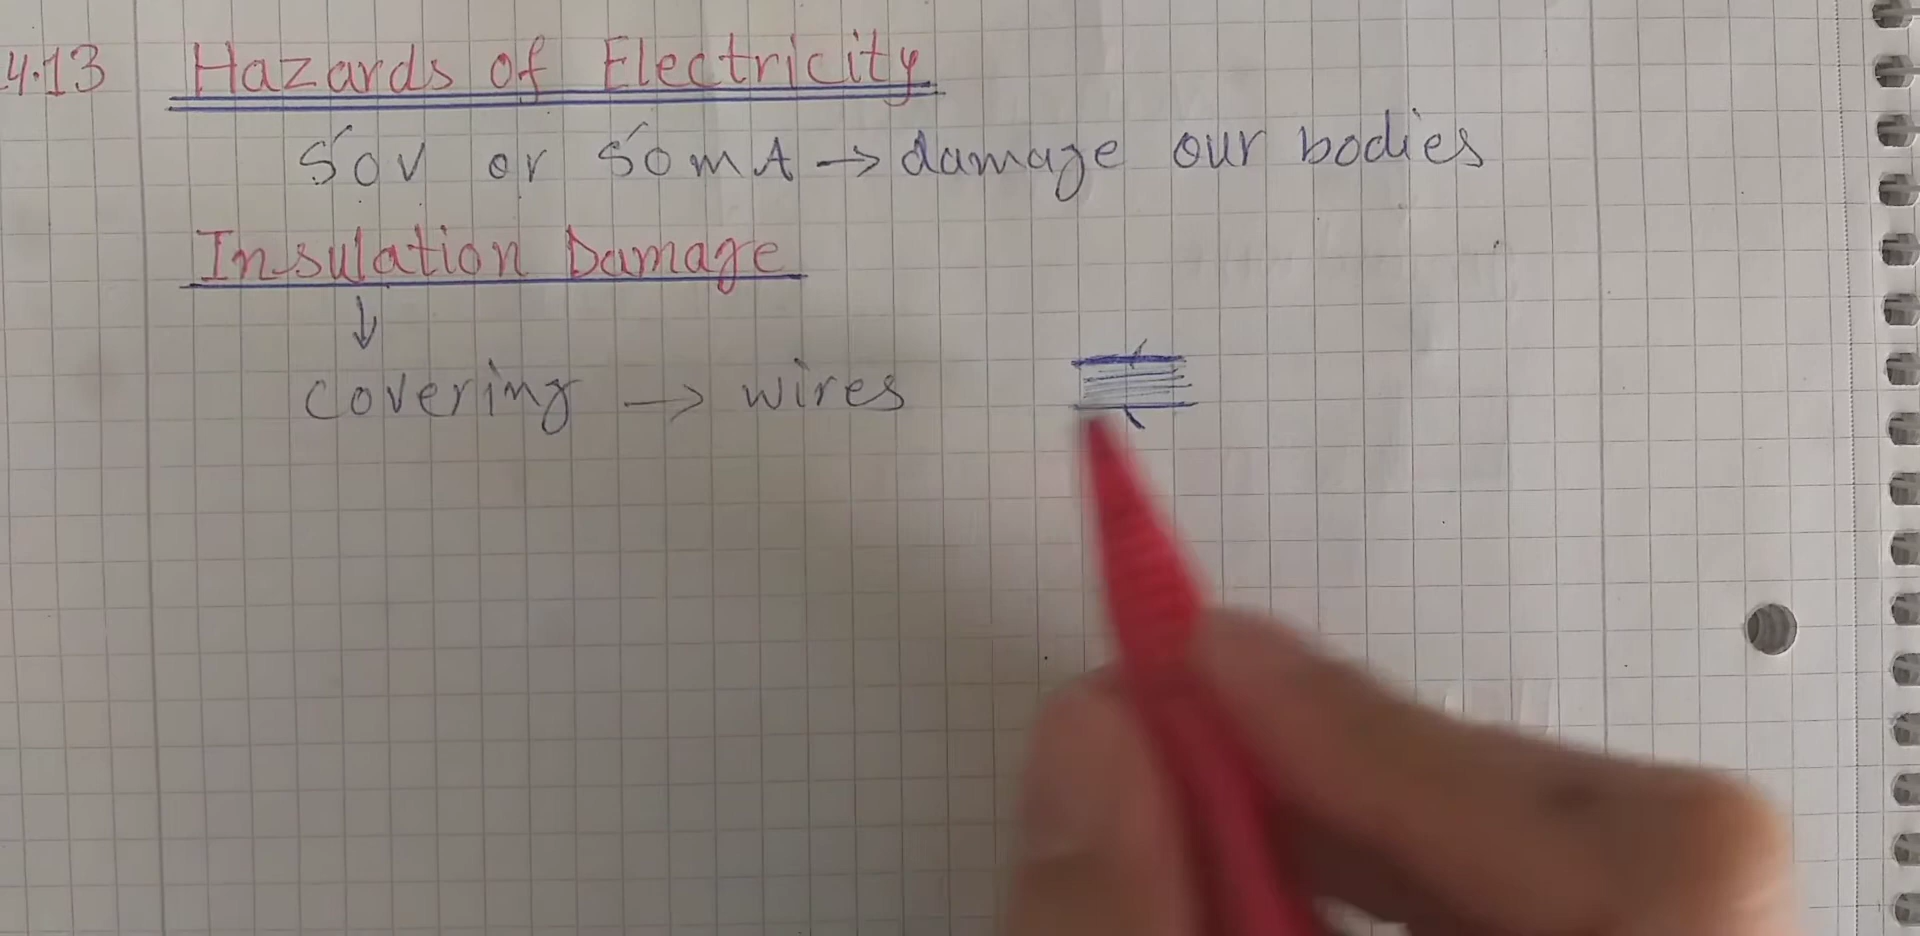 4.13 Hazards of Electricity
50V or 50mA → damage our bodies
Insulation Damage
↓
covering → wires